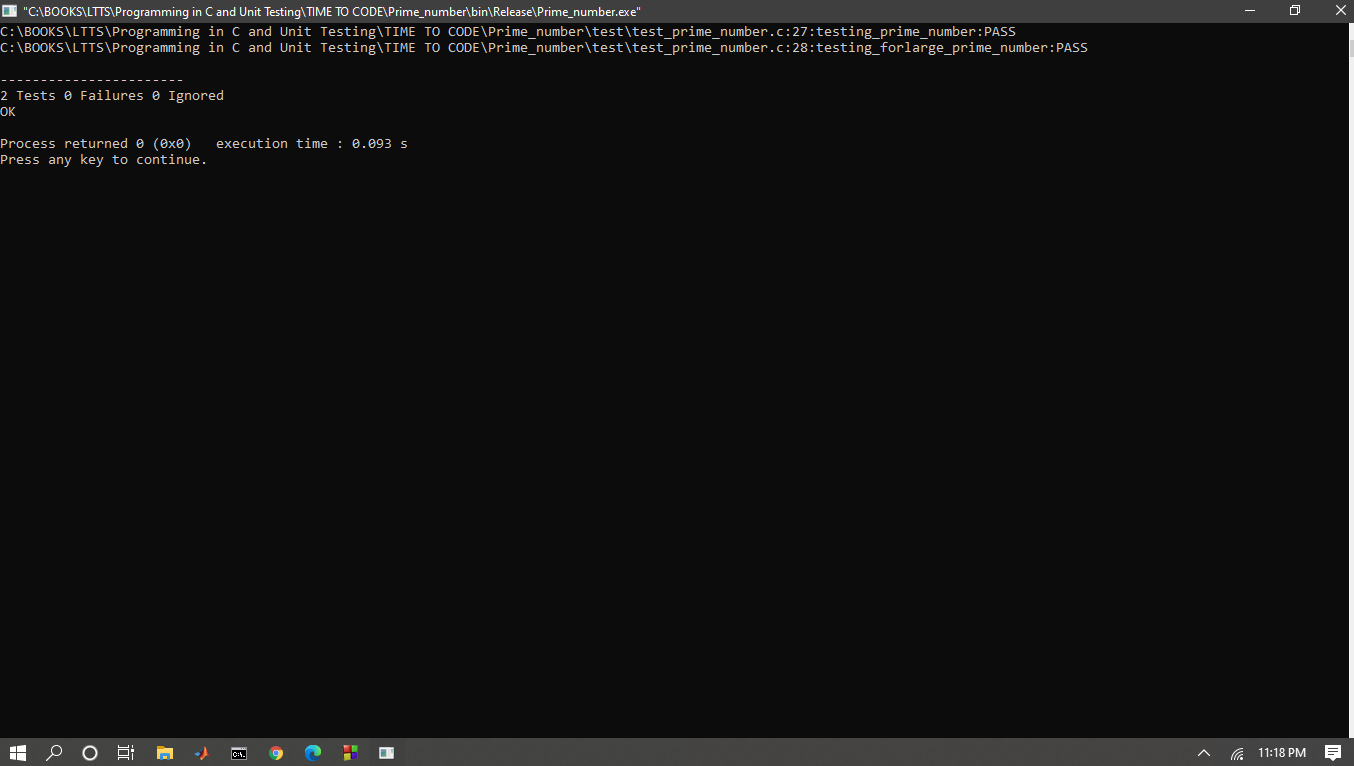 "C:\BOOKS\LTTS\Programming in C and Unit Testing\TIME TO CODE\Prime_number\bin\Release\Prime_number.exe"
C:\BOOKS\LTTS\Programming in C and Unit Testing\TIME TO CODE\Prime_number\test\test_prime_number.c:27:testing_prime_number:PASS
C:\BOOKS\LTTS\Programming in C and Unit Testing\TIME TO CODE\Prime_number\test\test_prime_number.c:28:testing_forlarge_prime_number:PASS
-----------------------
2 Tests 0 Failures 0 Ignored
OK
Process returned 0 (0x0)   execution time : 0.093 s
Press any key to continue.
11:18 PM